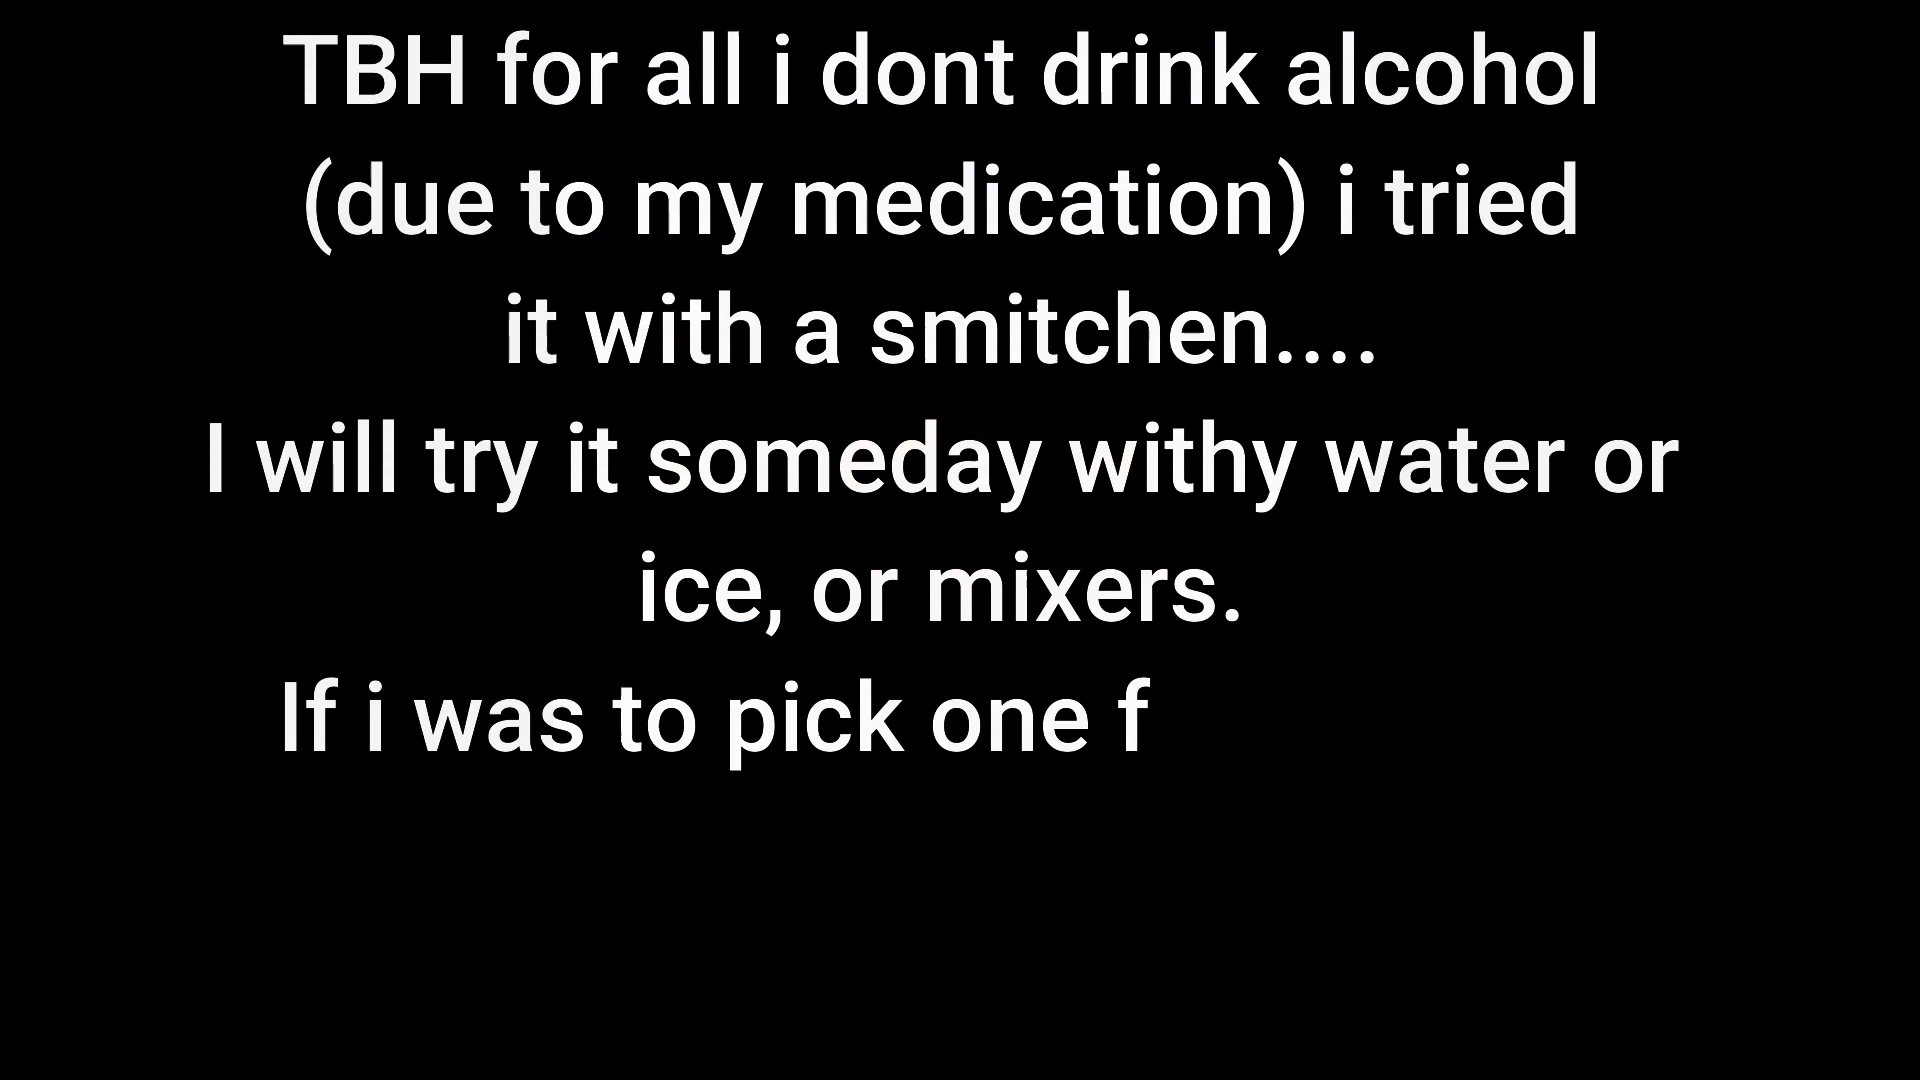 TBH for all i dont drink alcohol
(due to my medication) i tried
it with a smitchen....
I will try it someday withy water or
ice, or mixers.
If i was to pick one f